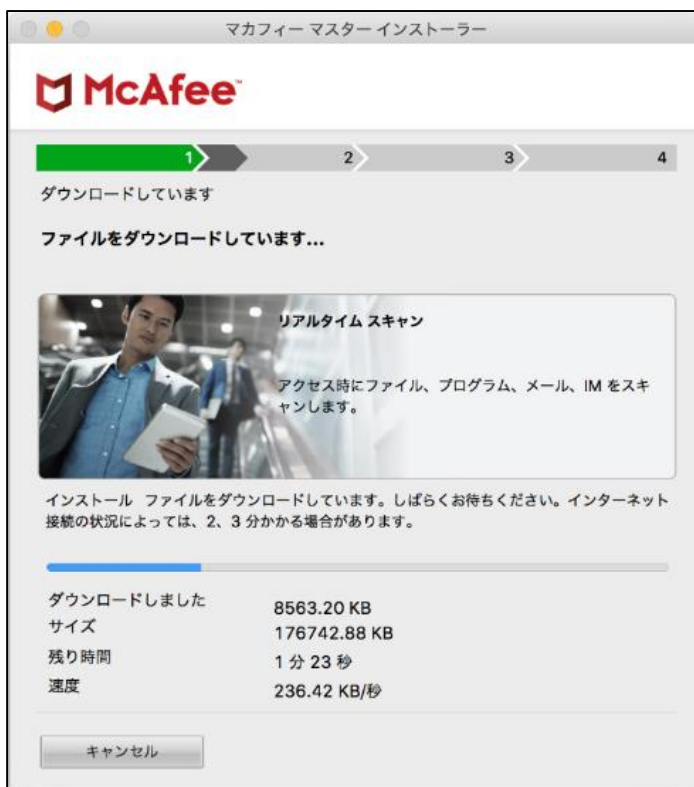 マカフィー マスター インストーラー
McAfee™
1 2 3 4
ダウンロードしています
ファイルをダウンロードしています...
リアルタイム スキャン
アクセス時にファイル、プログラム、メール、IM をスキ
ャンします。
インストール ファイルをダウンロードしています。しばらくお待ちください。インターネット
接続の状況によっては、2、3 分かかる場合があります。
ダウンロードしました 8563.20 KB
サイズ 176742.88 KB
残り時間 1 分 23 秒
速度 236.42 KB/秒
キャンセル